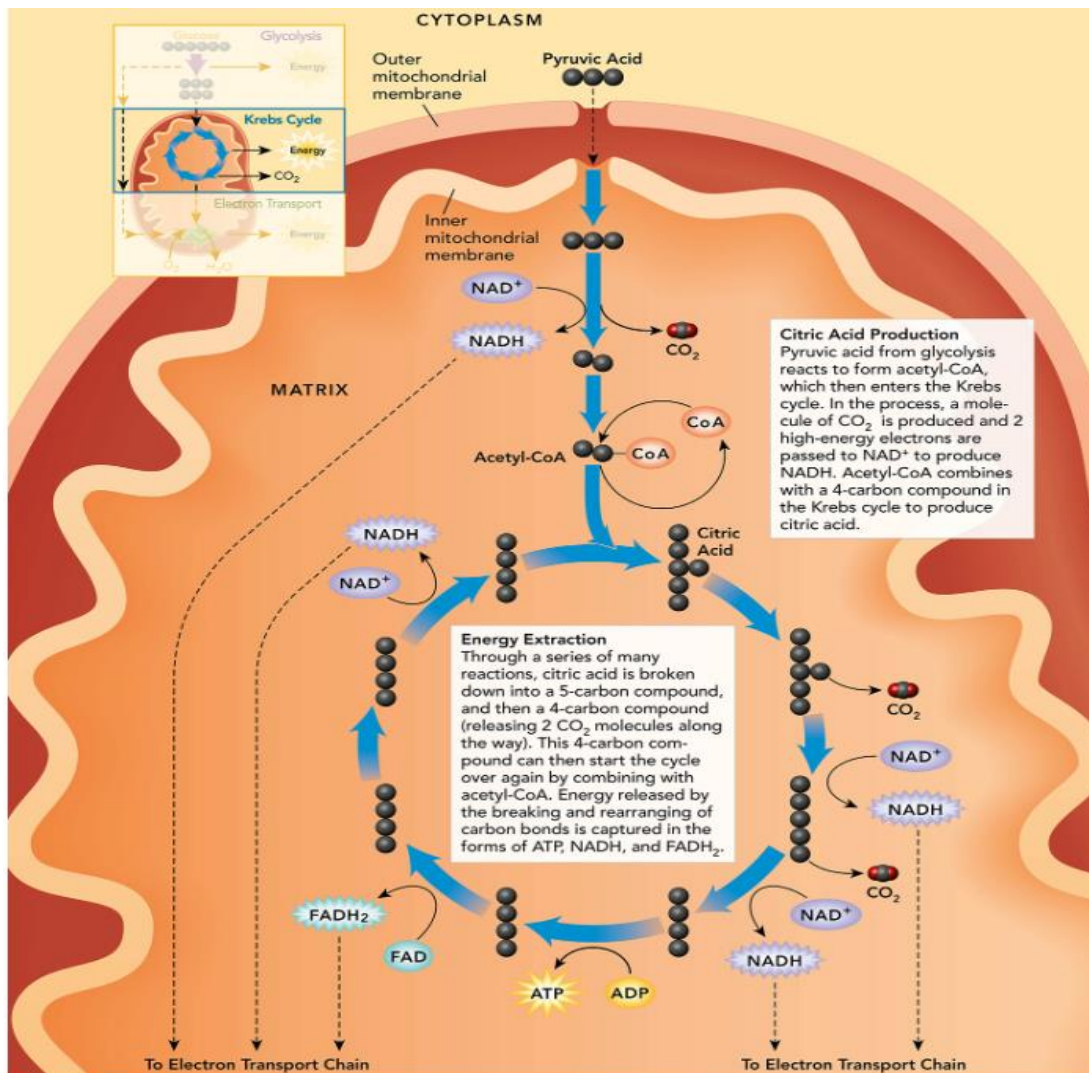 CYTOPLASM
Glucose
Glycolysis
Energy
Krebs Cycle
Energy
CO₂
Electron Transport
Energy
O₂
H₂O
Outer
mitochondrial
membrane
Pyruvic Acid
Inner
mitochondrial
membrane
NAD⁺
NADH
CO₂
MATRIX
CoA
Acetyl-CoA
CoA
Citric Acid Production
Pyruvic acid from glycolysis
reacts to form acetyl-CoA,
which then enters the Krebs
cycle. In the process, a mole-
cule of CO₂ is produced and 2
high-energy electrons are
passed to NAD⁺ to produce
NADH. Acetyl-CoA combines
with a 4-carbon compound in
the Krebs cycle to produce
citric acid.
NADH
NAD⁺
Citric
Acid
Energy Extraction
Through a series of many
reactions, citric acid is broken
down into a 5-carbon compound,
and then a 4-carbon compound
(releasing 2 CO₂ molecules along
the way). This 4-carbon com-
pound can then start the cycle
over again by combining with
acetyl-CoA. Energy released by
the breaking and rearranging of
carbon bonds is captured in the
forms of ATP, NADH, and FADH₂.
CO₂
NAD⁺
NADH
CO₂
NAD⁺
NADH
FADH₂
FAD
ATP
ADP
To Electron Transport Chain
To Electron Transport Chain